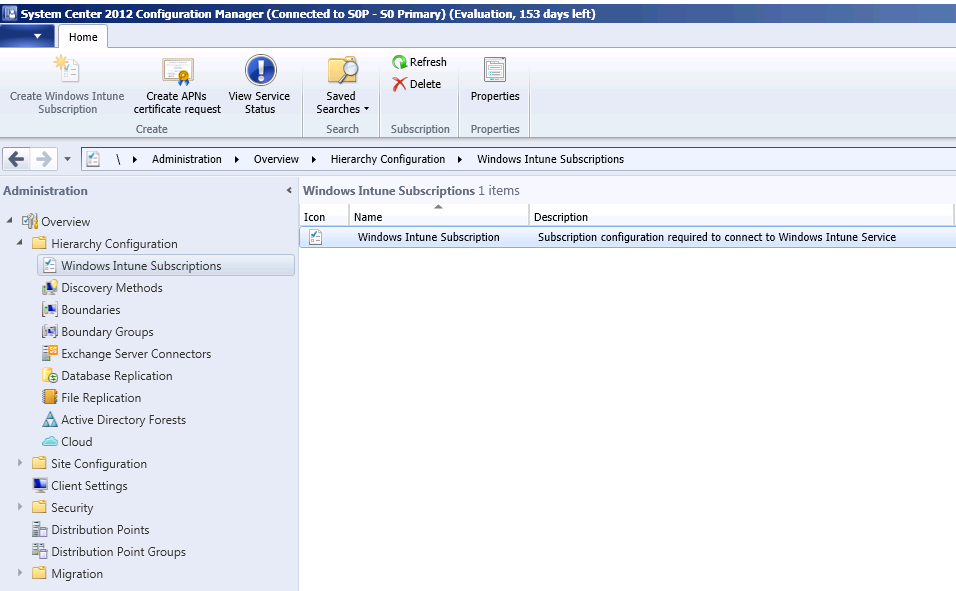 System Center 2012 Configuration Manager (Connected to S0P - S0 Primary) (Evaluation, 153 days left)
Home
Create Windows Intune
Subscription
Create APNs
certificate request
View Service
Status
Create
Saved
Searches
Search
Refresh
Delete
Subscription
Properties
Properties
\ Administration Overview Hierarchy Configuration Windows Intune Subscriptions
Administration
Overview
Hierarchy Configuration
Windows Intune Subscriptions
Discovery Methods
Boundaries
Boundary Groups
Exchange Server Connectors
Database Replication
File Replication
Active Directory Forests
Cloud
Site Configuration
Client Settings
Security
Distribution Points
Distribution Point Groups
Migration
Windows Intune Subscriptions 1 items
Icon Name Description
Windows Intune Subscription Subscription configuration required to connect to Windows Intune Service